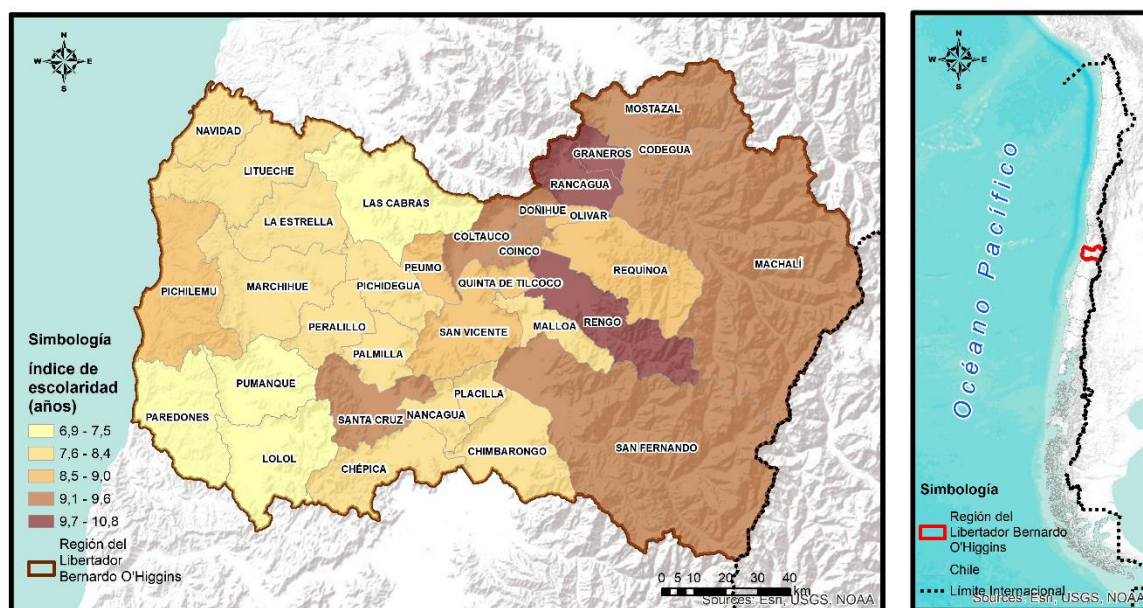 N
W E
S
NAVIDAD
LITUECHE
LA ESTRELLA
LAS CABRAS
MOSTAZAL
CODEGUA
GRANEROS
RANCAGUA
DOÑIHUE
OLIVAR
COLTAUCO
COINCO
PEUMO
REQUÍNOA
MACHALÍ
PICHILEMU
MARCHIHUE
PICHIDEGUA
QUINTA DE TILCOCO
PERALILLO
SAN VICENTE
MALLOA
RENGO
PALMILLA
PUMANQUE
PLACILLA
PAREDONES
SANTA CRUZ
NANCAGUA
LOLOL
CHÉPICA
CHIMBARONGO
SAN FERNANDO
Simbología
índice de
escolaridad
(años)
6,9 - 7,5
7,6 - 8,4
8,5 - 9,0
9,1 - 9,6
9,7 - 10,8
Región del
Libertador
Bernardo O'Higgins
0 5 10 20 30 40
km
Sources: Esri, USGS, NOAA
N
W E
S
Océano Pacífico
Simbología
Región del
Libertador Bernardo
O'Higgins
Chile
Límite Internacional
Sources: Esri, USGS, NOAA